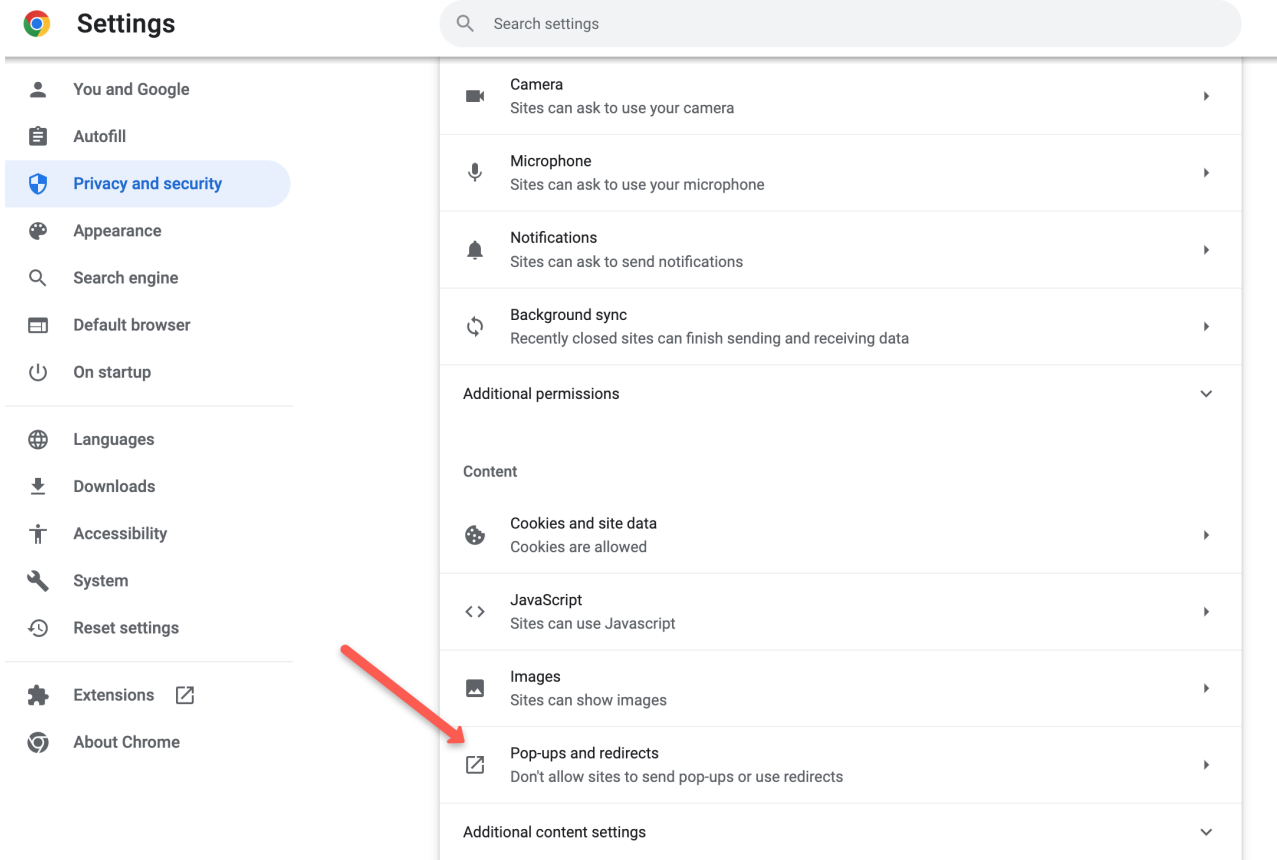 Settings
Search settings
You and Google
Autofill
Privacy and security
Appearance
Search engine
Default browser
On startup
Languages
Downloads
Accessibility
System
Reset settings
Extensions
About Chrome
Camera
Sites can ask to use your camera
Microphone
Sites can ask to use your microphone
Notifications
Sites can ask to send notifications
Background sync
Recently closed sites can finish sending and receiving data
Additional permissions
Content
Cookies and site data
Cookies are allowed
JavaScript
Sites can use Javascript
Images
Sites can show images
Pop-ups and redirects
Don't allow sites to send pop-ups or use redirects
Additional content settings